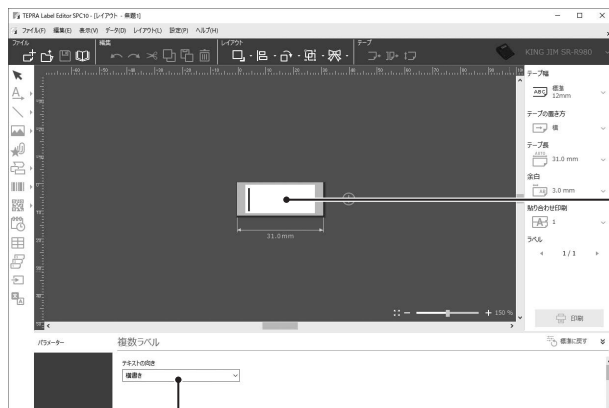 TEPRA Label Editor SPC10 - [レイアウト - 無題1]
ファイル(F) 編集(E) 表示(V) データ(D) レイアウト(L) 設定(P) ヘルプ(H)
ファイル 編集 レイアウト テープ
KING JIM SR-R980
テープ幅
ABC 標準
12mm
テープの置き方
横
テープ長
AUTO 31.0 mm
余白
AB 3.0 mm
貼り合わせ印刷
A 1
ラベル
1 / 1
31.0mm
150 %
印刷
パラメーター 複数ラベル 標準に戻す
テキストの向き
横書き